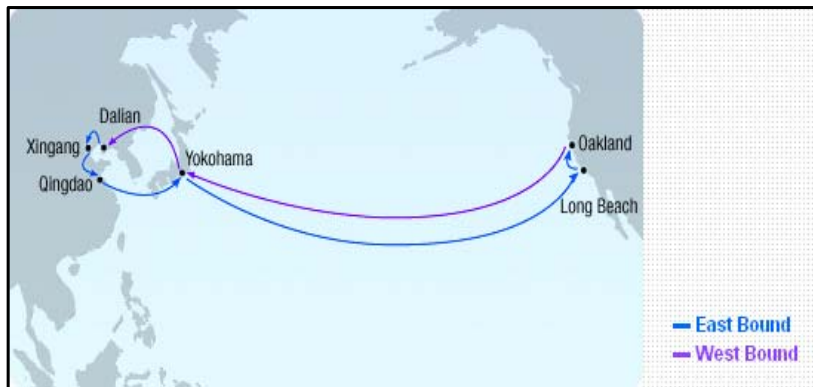 Dalian
Xingang
Yokohama
Qingdao
Oakland
Long Beach
East Bound
West Bound